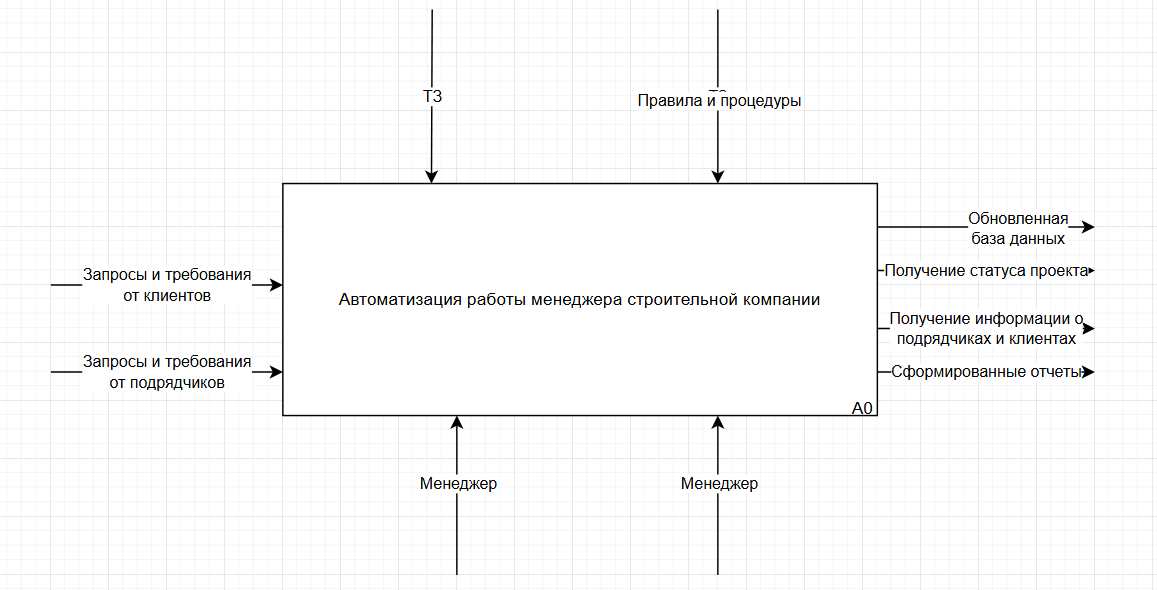 ТЗ
Правила и процедуры
Обновленная
база данных
Получение статуса проекта
Запросы и требования
от клиентов
Автоматизация работы менеджера строительной компании
Получение информации о
подрядчиках и клиентах
Запросы и требования
от подрядчиков
Сформированные отчеты
A0
Менеджер
Менеджер